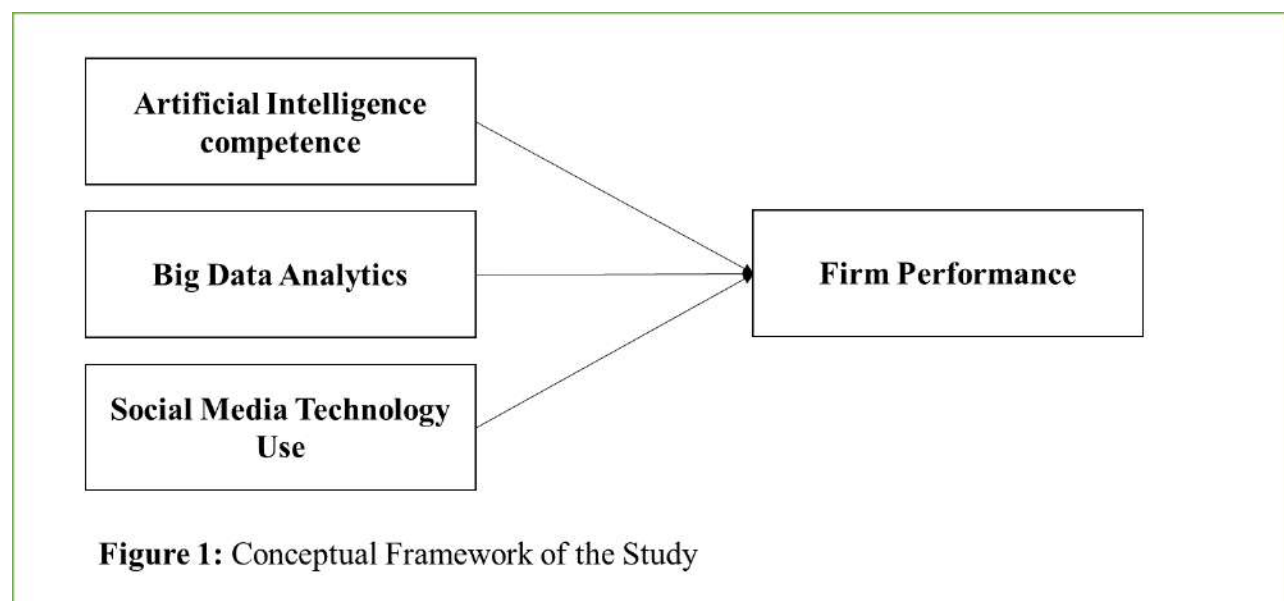 Artificial Intelligence
competence
Big Data Analytics
Firm Performance
Social Media Technology
Use
Figure 1: Conceptual Framework of the Study